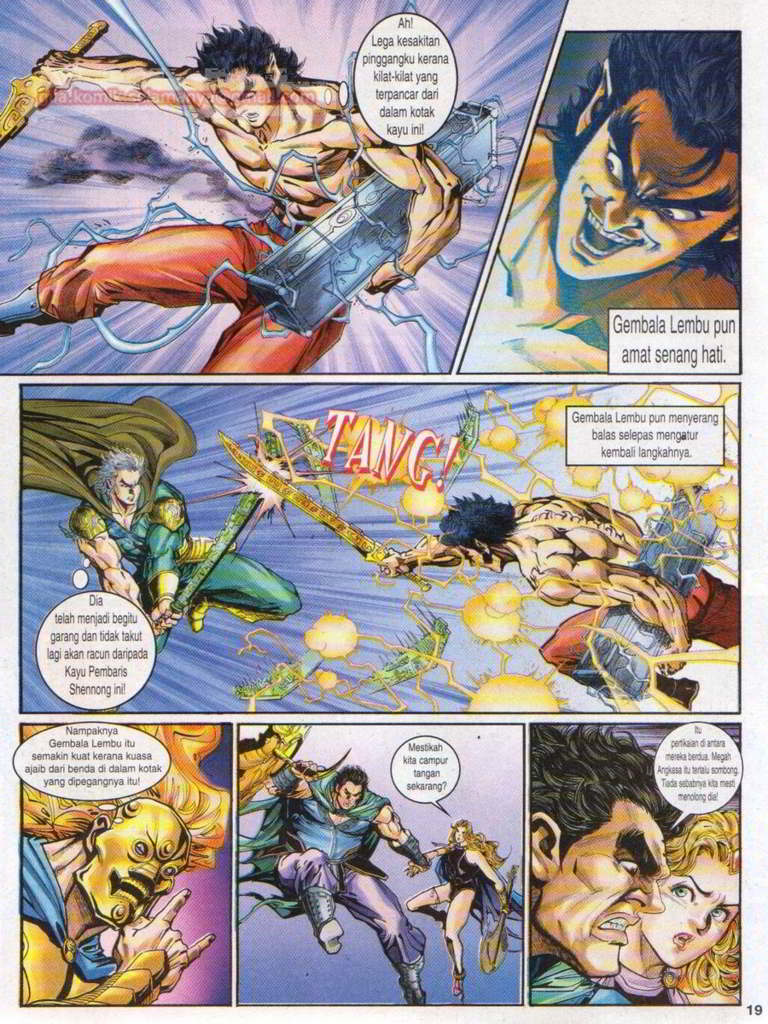 Ah!
Lega kesakitan
pinggangku kerana
kilat-kilat yang
terpancar dari
dalam kotak
kayu ini!
Gembala Lembu pun
amat senang hati.
TANG!
Gembala Lembu pun menyerang
balas selepas mengatur
kembali langkahnya.
Dia
telah menjadi begitu
garang dan tidak takut
lagi akan racun daripada
Kayu Pembaris
Shennong ini!
Nampaknya
Gembala Lembu itu
semakin kuat kerana kuasa
ajaib dari benda di dalam kotak
yang dipegangnya itu!
Mestikah
kita campur
tangan
sekarang?
Itu
pertikaian di antara
mereka berdua. Megah
Angkasa itu terlalu sombong.
Tiada sebabnya kita mesti
menolong dia!
19